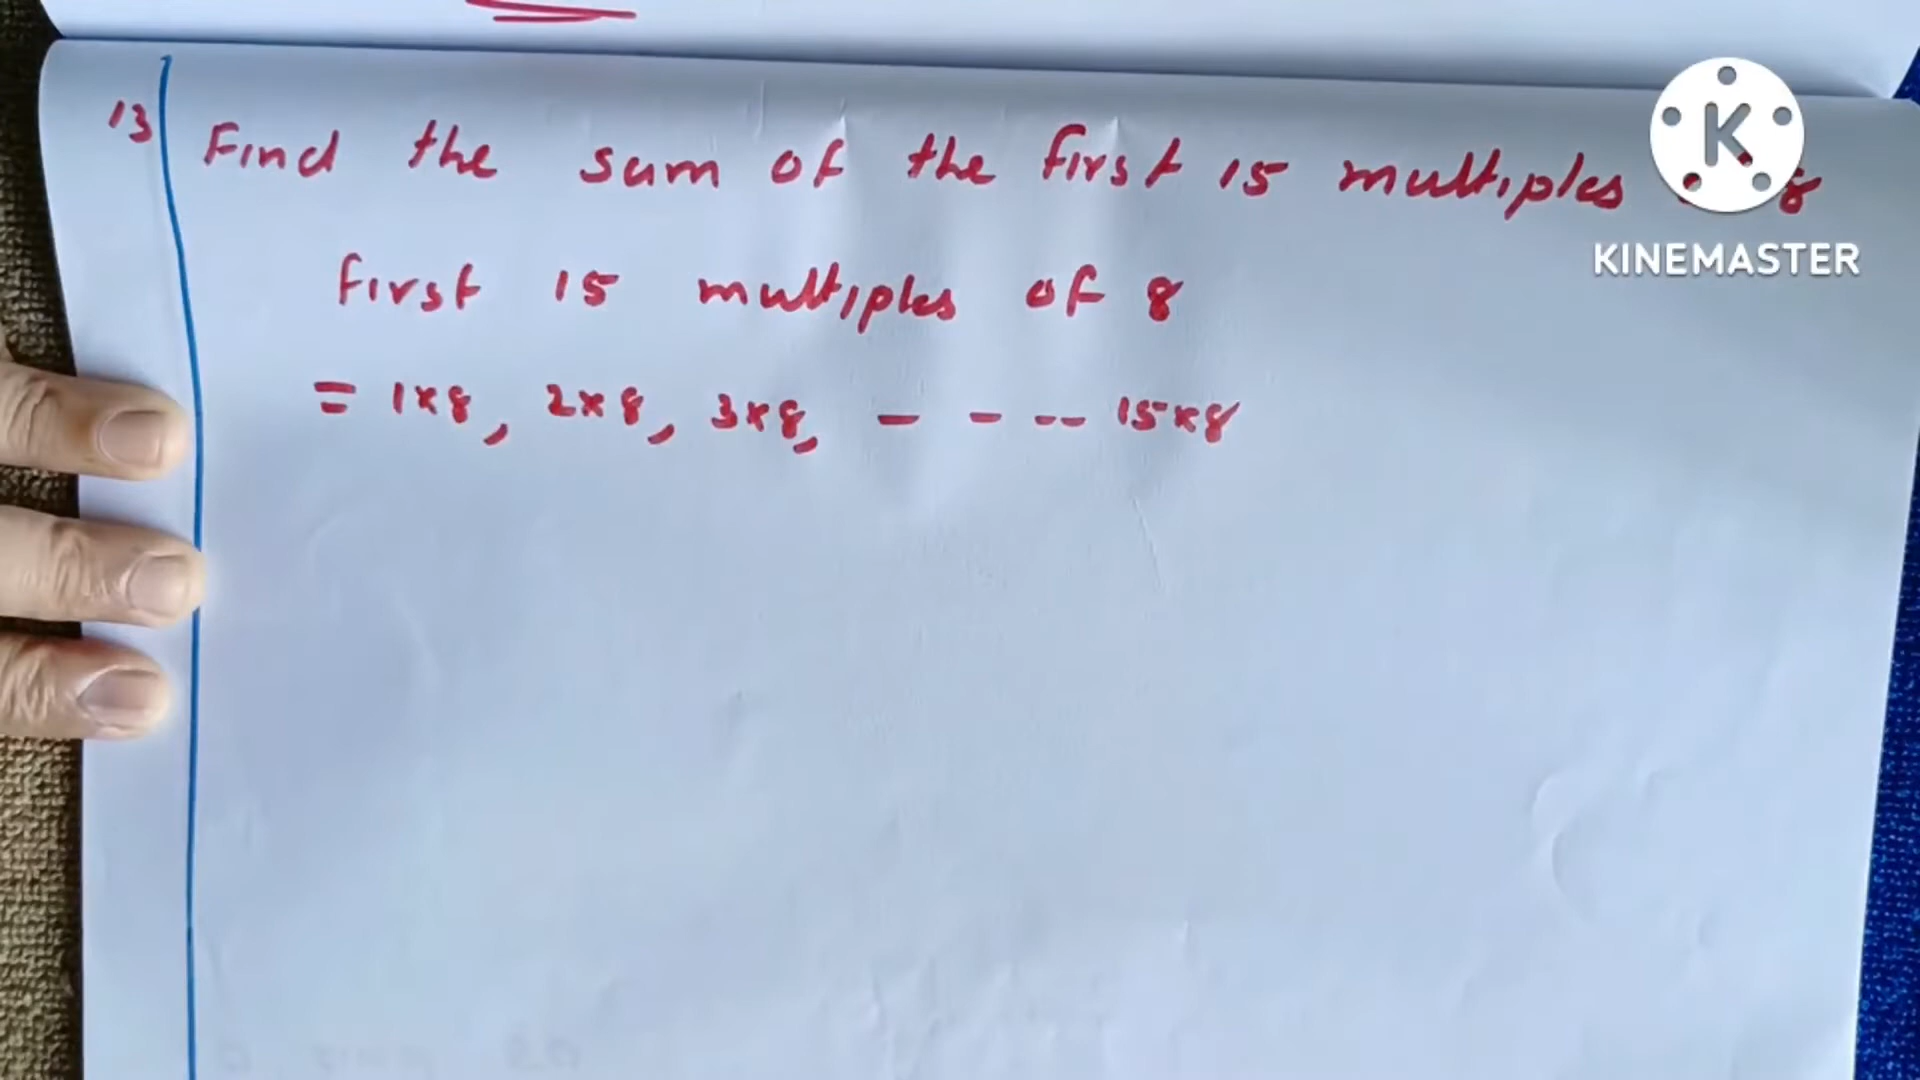 13 Find the sum of the first 15 multiples 8
first 15 multiples of 8
= 1×8, 2×8, 3×8, - - -- 15×8
K
KINEMASTER